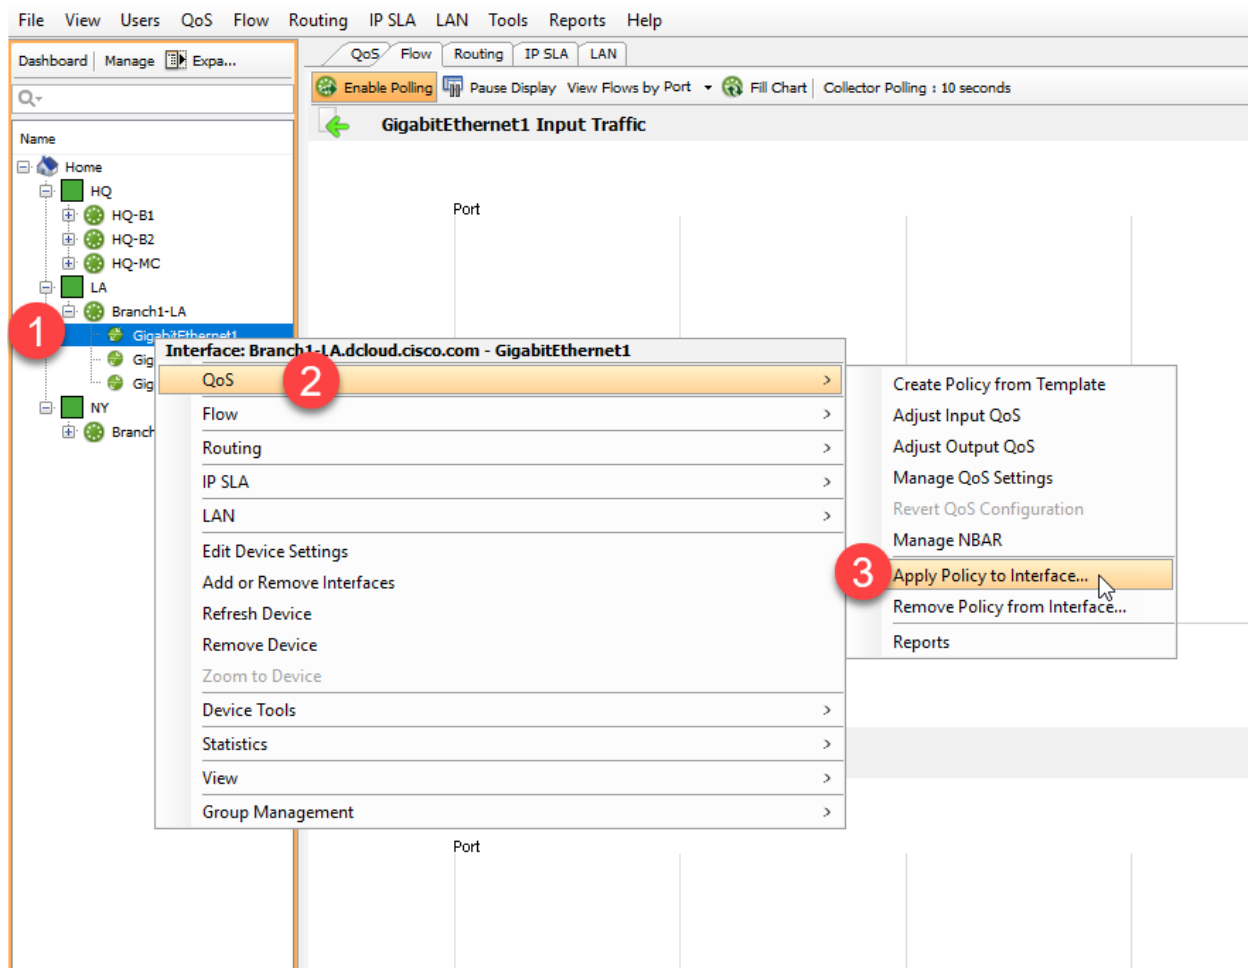 File View Users QoS Flow Routing IP SLA LAN Tools Reports Help
Dashboard Manage Expa...
QoS Flow Routing IP SLA LAN
Enable Polling Pause Display View Flows by Port Fill Chart Collector Polling : 10 seconds
GigabitEthernet1 Input Traffic
Name
Home
HQ
HQ-B1
HQ-B2
HQ-MC
LA
Branch1-LA
1
GigabitEthernet1
Gig
Gig
NY
Branch
Port
Interface: Branch1-LA.dcloud.cisco.com - GigabitEthernet1
QoS
2
Flow
Routing
IP SLA
LAN
Edit Device Settings
Add or Remove Interfaces
Refresh Device
Remove Device
Zoom to Device
Device Tools
Statistics
View
Group Management
Create Policy from Template
Adjust Input QoS
Adjust Output QoS
Manage QoS Settings
Revert QoS Configuration
Manage NBAR
3
Apply Policy to Interface...
Remove Policy from Interface...
Reports
Port